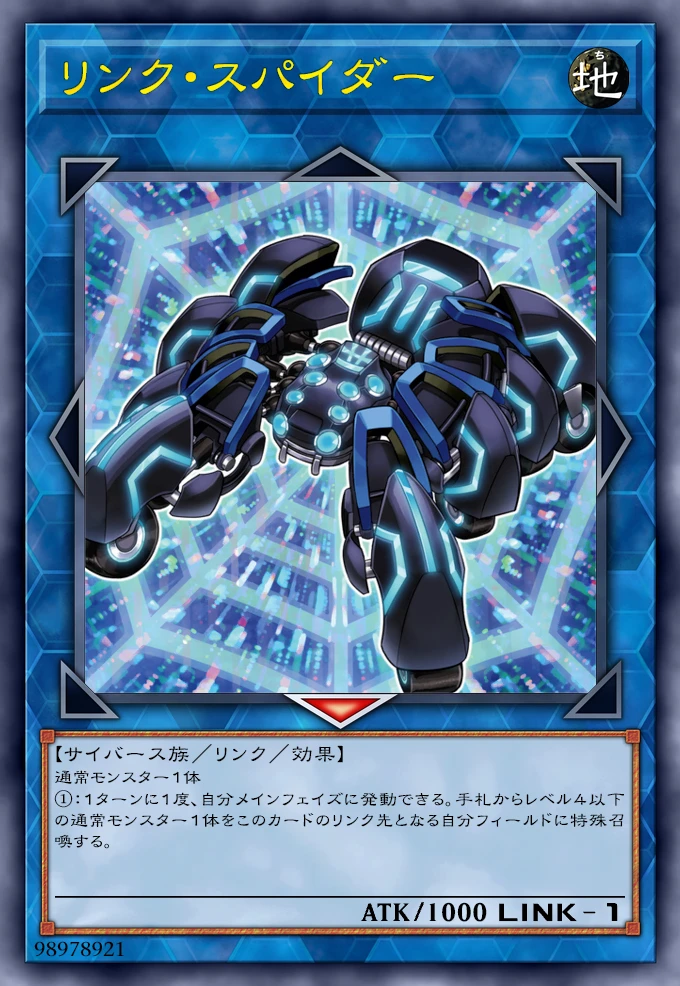 リンク・スパイダー
ち
地
【サイバース族／リンク／効果】
通常モンスター１体
①：１ターンに１度、自分メインフェイズに発動できる。手札からレベル４以下
の通常モンスター１体をこのカードのリンク先となる自分フィールドに特殊召
喚する。
ATK/1000 LINK－1
98978921